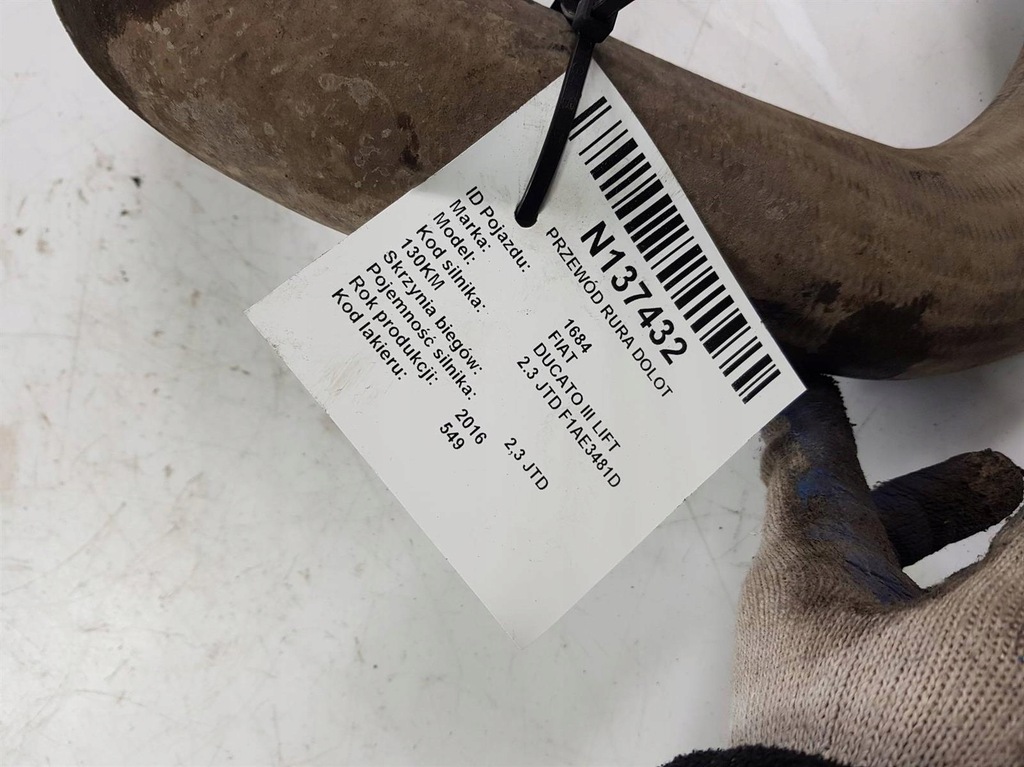 N137432
PRZEWÓD RURA DOLOT
ID Pojazdu: 1684
Marka: FIAT
Model: DUCATO III LIFT
Kod silnika: 2.3 JTD F1AE3481D
130KM
Skrzynia biegów:
Pojemność silnika: 2,3 JTD
Rok produkcji: 2016
Kod lakieru: 549